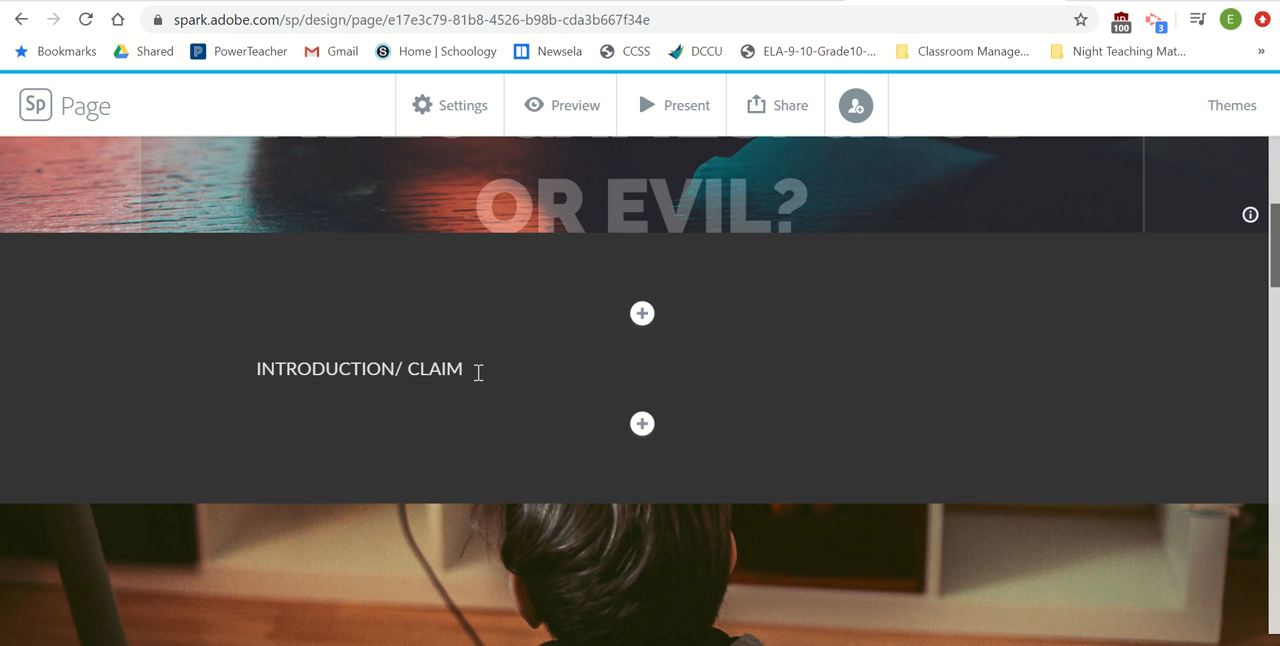 spark.adobe.com/sp/design/page/e17e3c79-81b8-4526-b98b-cda3b667f34e
100
3
E
Bookmarks
Shared
P
PowerTeacher
Gmail
S
Home | Schoology
Newsela
CCSS
DCCU
ELA-9-10-Grade10-...
Classroom Manage...
Night Teaching Mat...
»
Sp Page
Settings
Preview
Present
Share
Themes
OR EVIL?
INTRODUCTION/ CLAIM